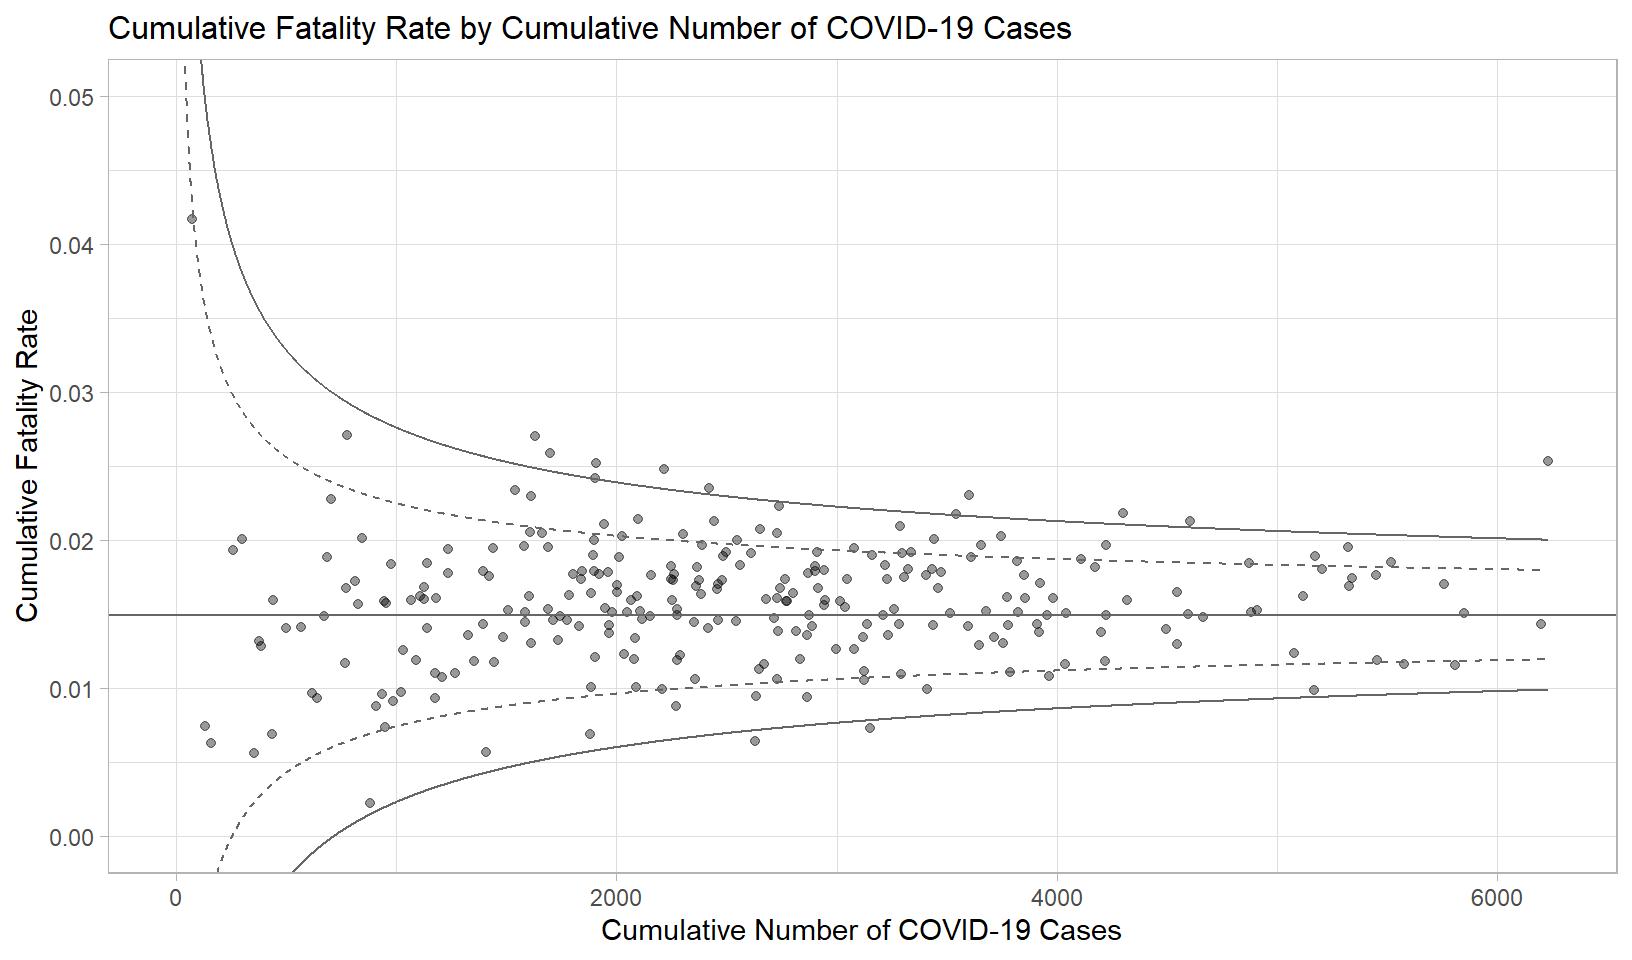 Cumulative Fatality Rate by Cumulative Number of COVID-19 Cases
Cumulative Fatality Rate
0.05
0.04
0.03
0.02
0.01
0.00
0 2000 4000 6000
Cumulative Number of COVID-19 Cases